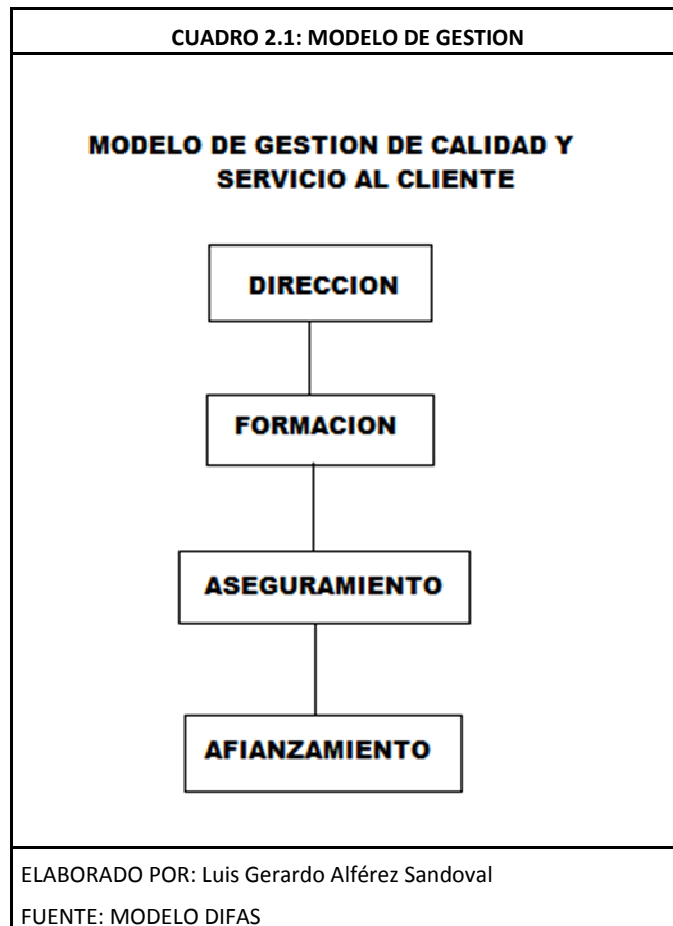 CUADRO 2.1: MODELO DE GESTION
MODELO DE GESTION DE CALIDAD Y
SERVICIO AL CLIENTE
DIRECCION
FORMACION
ASEGURAMIENTO
AFIANZAMIENTO
ELABORADO POR: Luis Gerardo Alférez Sandoval
FUENTE: MODELO DIFAS